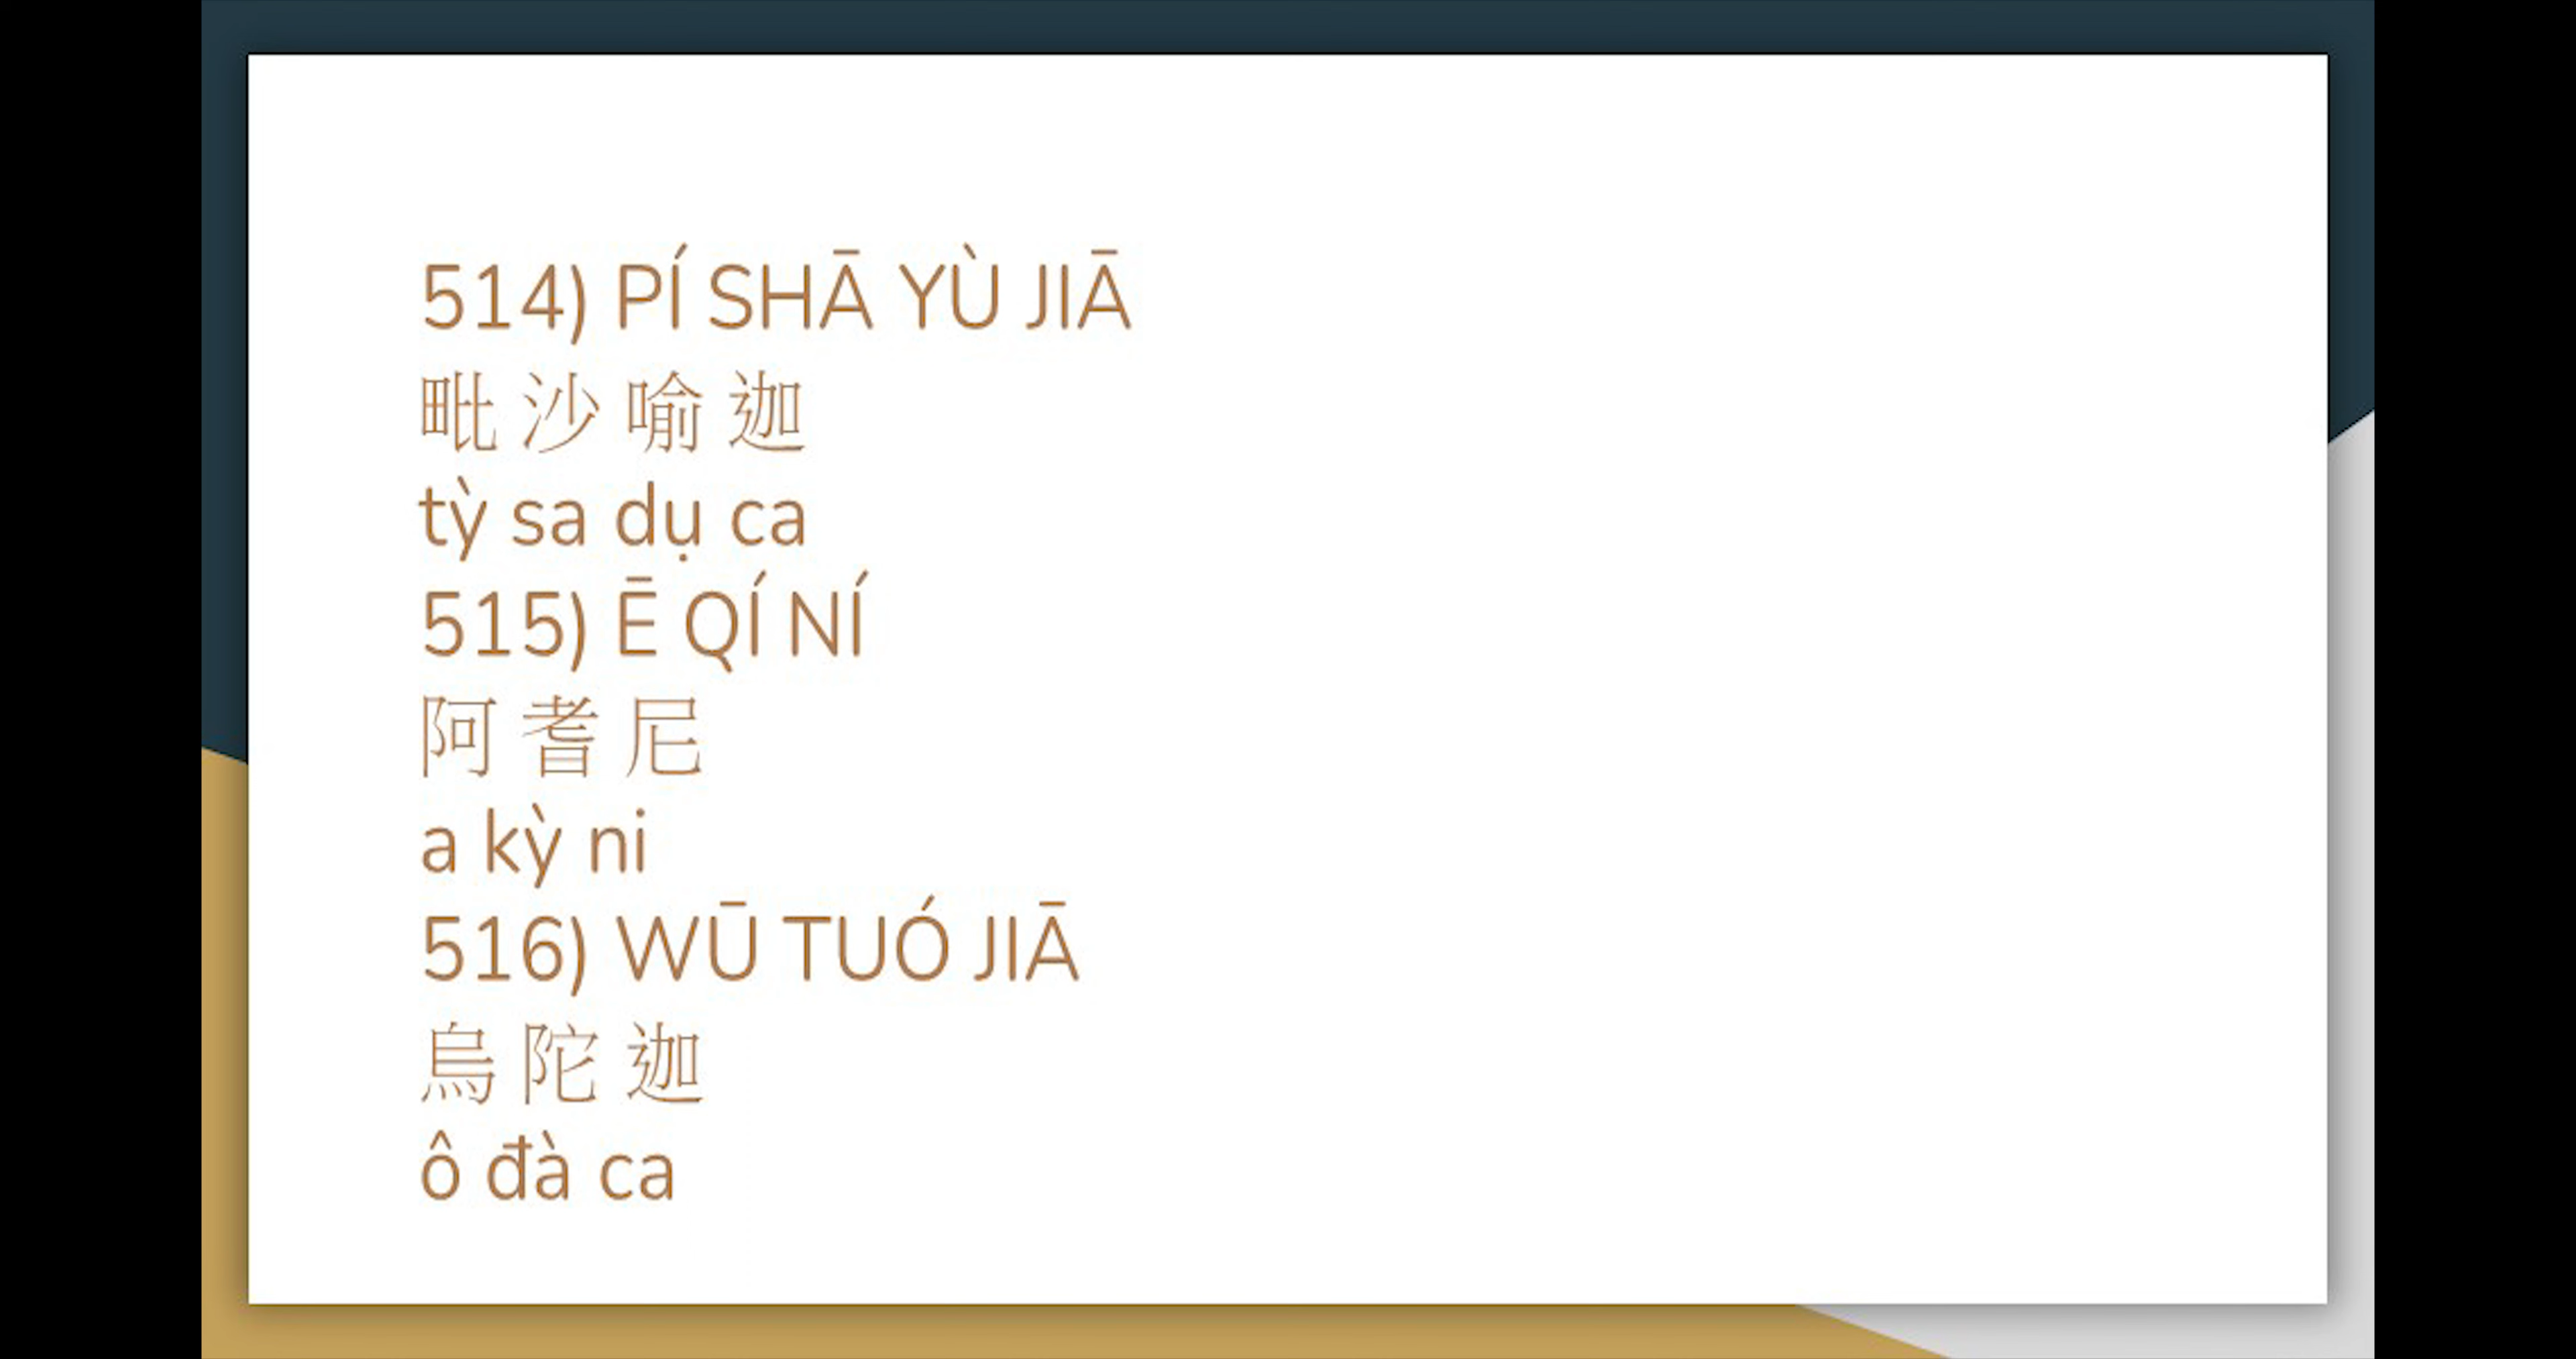 514) PÍ SHĀ YÙ JIĀ
毗 沙 喻 迦
tỳ sa dụ ca
515) Ē QÍ NÍ
阿 耆 尼
a kỳ ni
516) WŪ TUÓ JIĀ
烏 陀 迦
ô đà ca